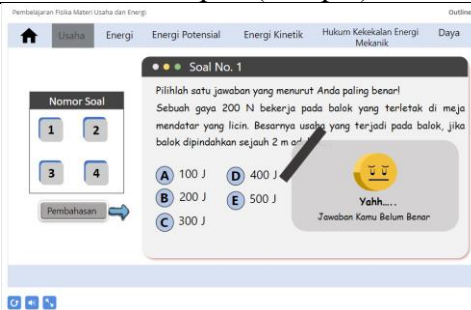 Pembelajaran Fisika Materi Usaha dan Energi
Outline
Usaha Energi Energi Potensial Energi Kinetik Hukum Kekekalan Energi Mekanik Daya
Soal No. 1
Pilihlah satu jawaban yang menurut Anda paling benar!
Sebuah gaya 200 N bekerja pada balok yang terletak di meja
mendatar yang licin. Besarnya usaha yang terjadi pada balok, jika
balok dipindahkan sejauh 2 m
Nomor Soal
1 2
3 4
Pembahasan
A 100 J
B 200 J
C 300 J
D 400 J
E 500 J
Yahh.....
Jawaban Kamu Belum Benar